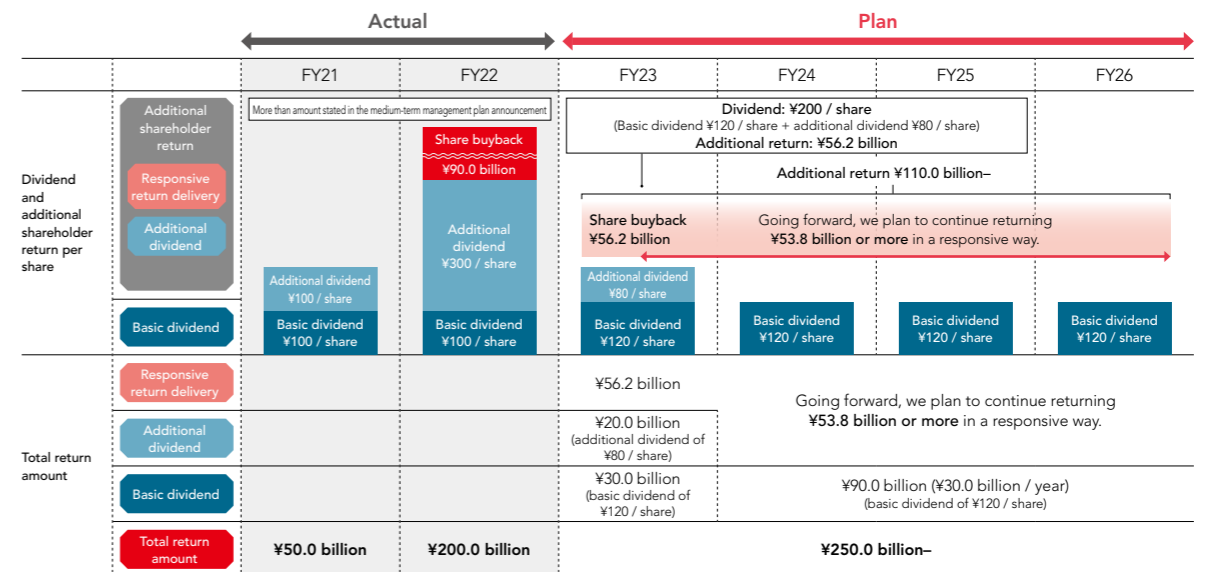 Actual
Plan
FY21
FY22
FY23
FY24
FY25
FY26
Dividend
and
additional
shareholder
return per
share
Additional
shareholder
return
Responsive
return delivery
Additional
dividend
Basic dividend
More than amount stated in the medium-term management plan announcement
Additional dividend
¥100 / share
Basic dividend
¥100 / share
Share buyback
¥90.0 billion
Additional
dividend
¥300 / share
Basic dividend
¥100 / share
Dividend: ¥200 / share
(Basic dividend ¥120 / share + additional dividend ¥80 / share)
Additional return: ¥56.2 billion
Additional return ¥110.0 billion–
Share buyback
¥56.2 billion
Going forward, we plan to continue returning
¥53.8 billion or more in a responsive way.
Additional dividend
¥80 / share
Basic dividend
¥120 / share
Basic dividend
¥120 / share
Basic dividend
¥120 / share
Basic dividend
¥120 / share
Total return
amount
Responsive
return delivery
¥56.2 billion
Going forward, we plan to continue returning
¥53.8 billion or more in a responsive way.
Additional
dividend
¥20.0 billion
(additional dividend of
¥80 / share)
Basic dividend
¥30.0 billion
(basic dividend of
¥120 / share)
¥90.0 billion (¥30.0 billion / year)
(basic dividend of ¥120 / share)
Total return
amount
¥50.0 billion
¥200.0 billion
¥250.0 billion–